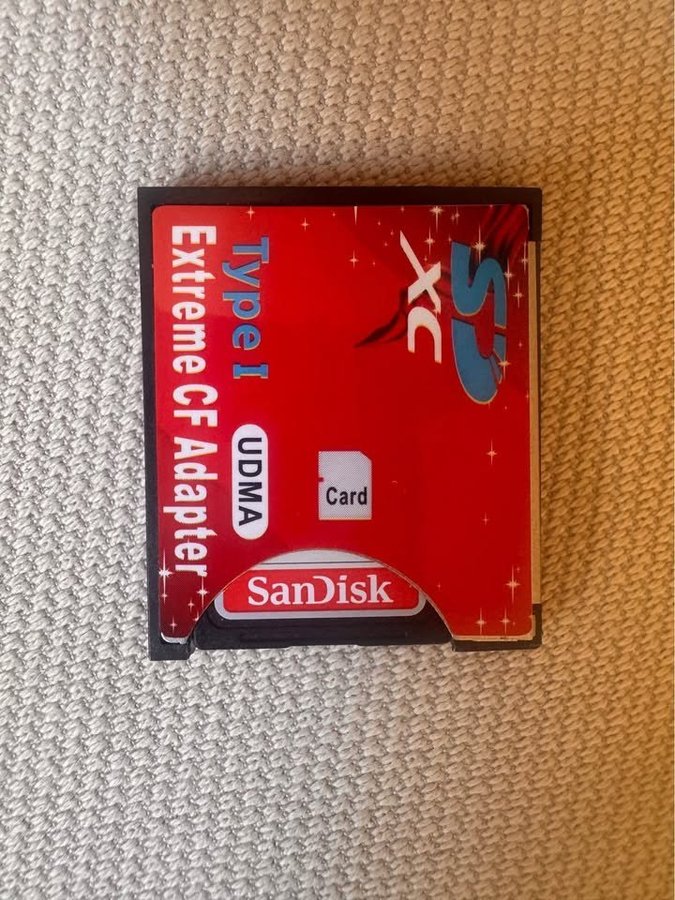 SD
XC
Type I
UDMA
Extreme CF Adapter
Card
SanDisk